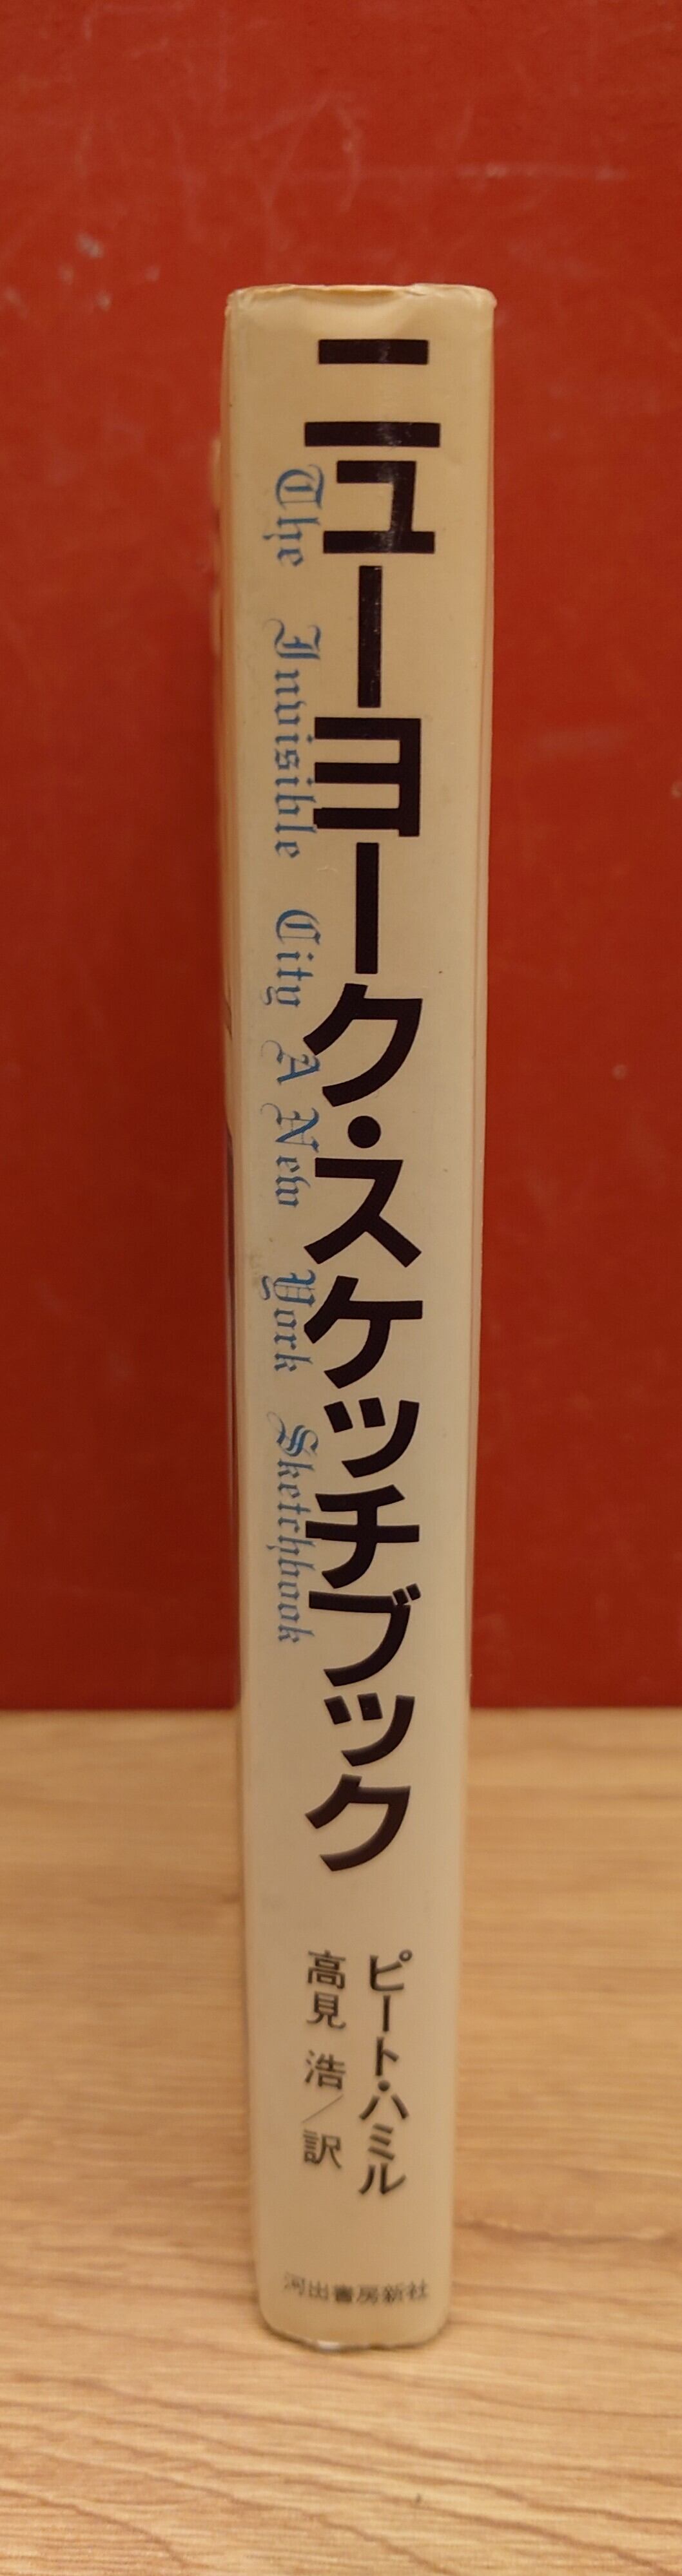 ニューヨーク・スケッチブック
The Invisible City A New York Sketchbook
ピート・ハミル
高見 浩／訳
河出書房新社